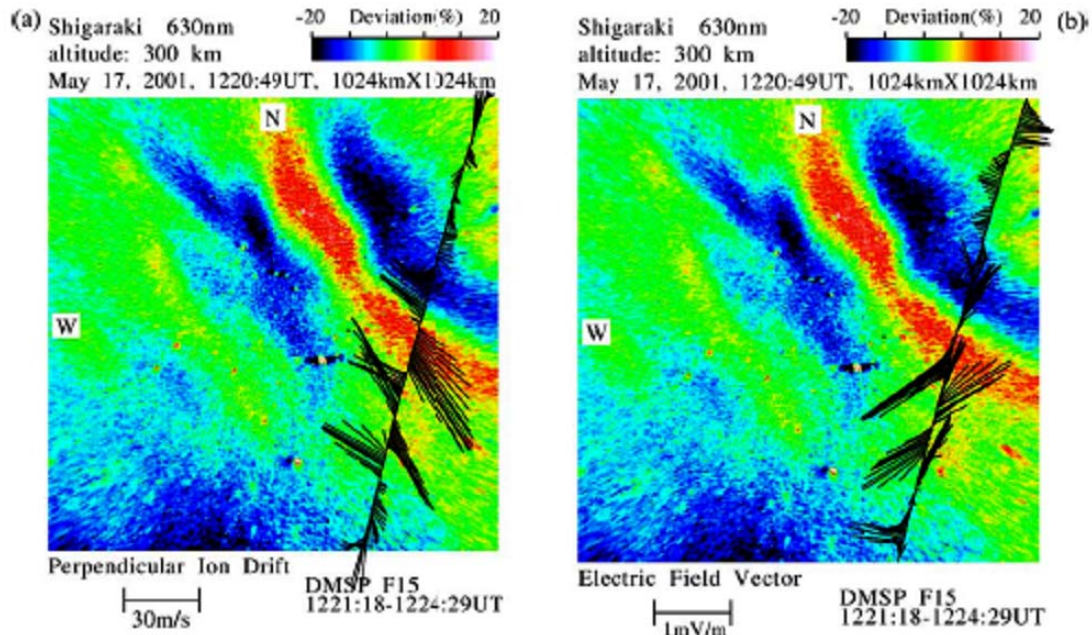 (a)
Shigaraki 630nm
altitude: 300 km
May 17, 2001, 1220:49UT, 1024kmX1024km
-20 Deviation(%) 20
N
W
Perpendicular Ion Drift
30m/s
DMSP F15
1221:18-1224:29UT
(b)
Shigaraki 630nm
altitude: 300 km
May 17, 2001, 1220:49UT, 1024kmX1024km
-20 Deviation(%) 20
N
W
Electric Field Vector
1mV/m
DMSP F15
1221:18-1224:29UT